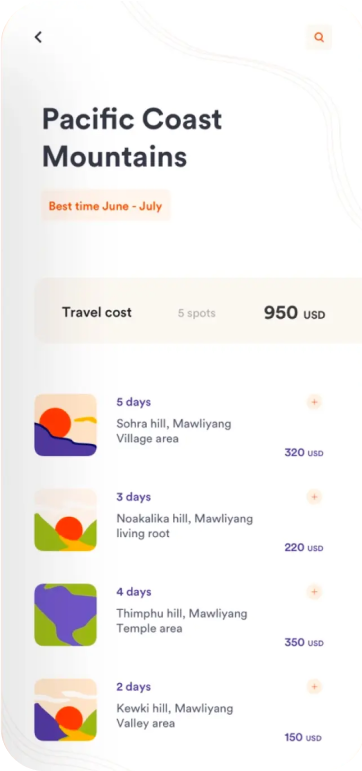 Pacific Coast
Mountains
Best time June - July
Travel cost 5 spots 950 USD
5 days
Sohra hill, Mawliyang
Village area
320 USD
3 days
Noakalika hill, Mawliyang
living root
220 USD
4 days
Thimphu hill, Mawliyang
Temple area
350 USD
2 days
Kewki hill, Mawliyang
Valley area
150 USD